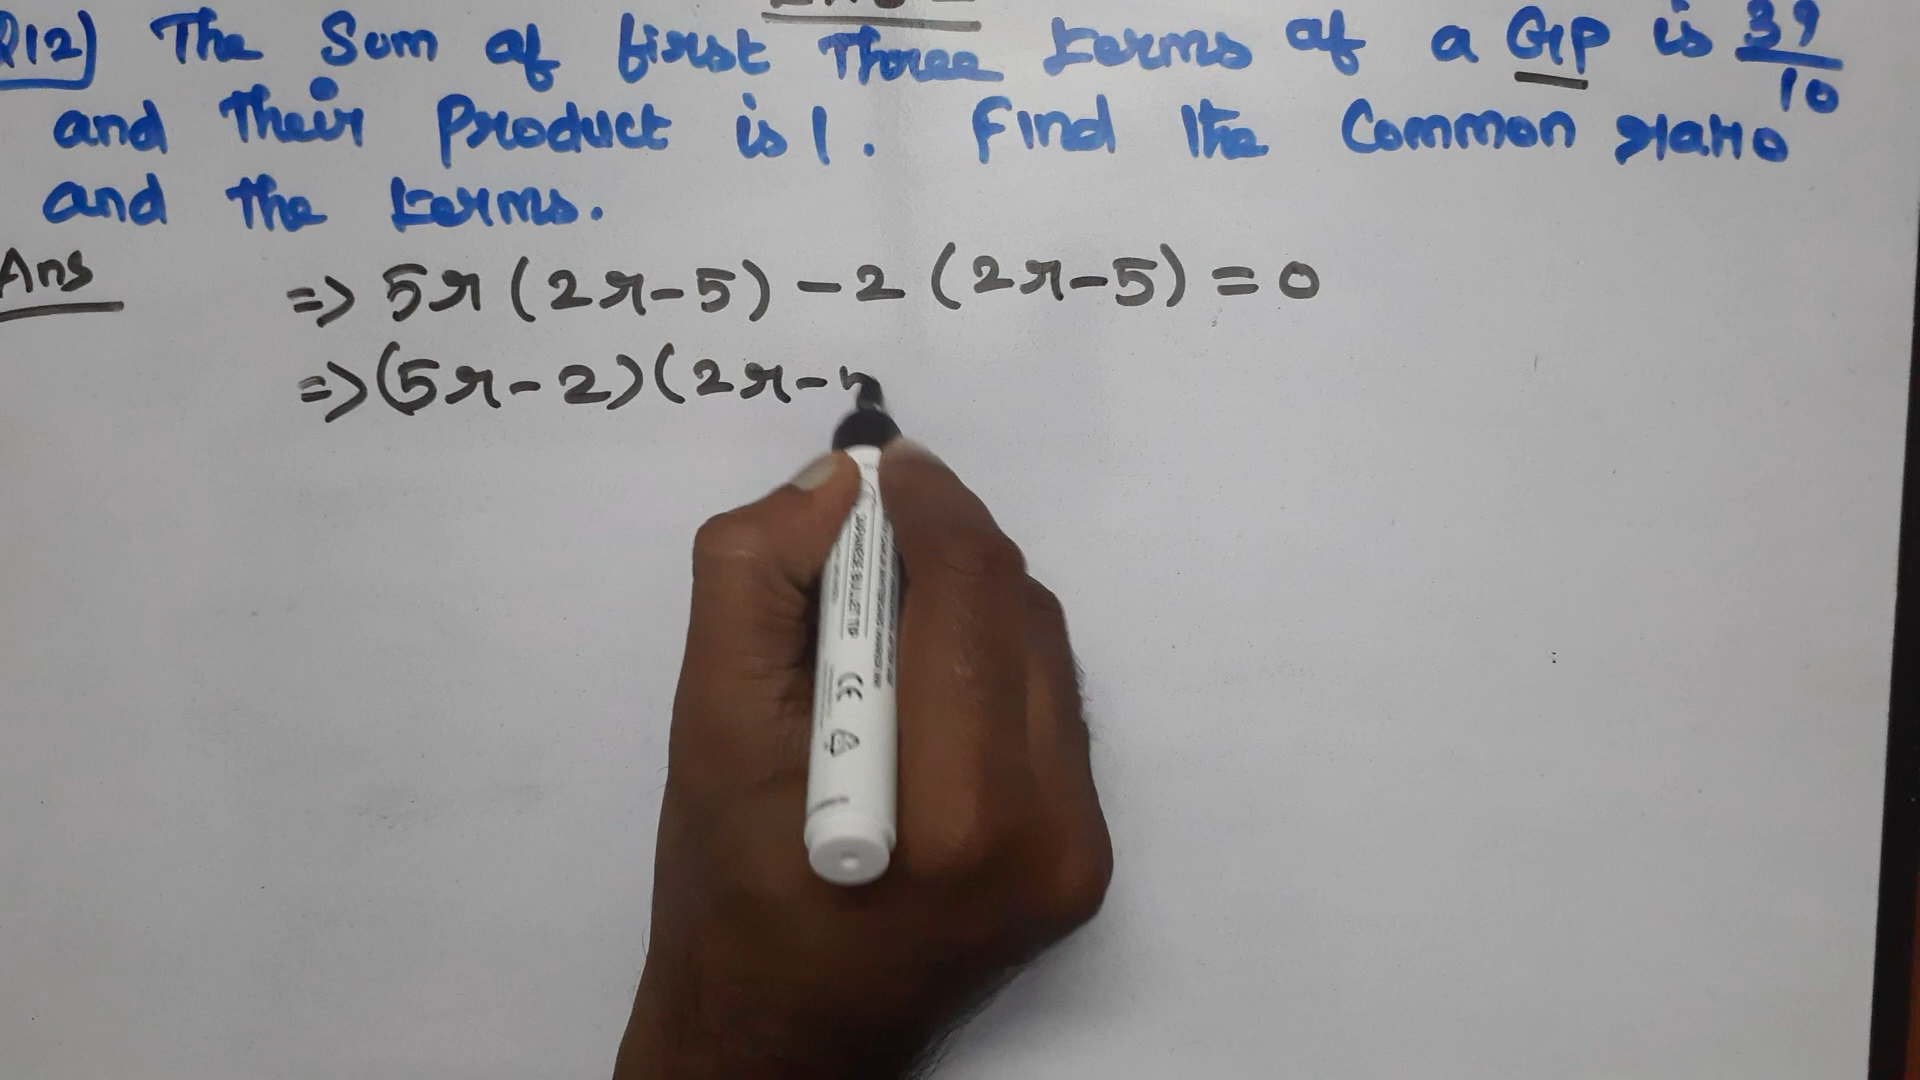 Q12) The Sum of first Three terms of a GP is 39/10
and Their Product is 1. Find the Common ratio
and the terms.
Ans
=> 5r (2r-5) - 2 (2r-5) = 0
=> (5r-2) (2r-
CE